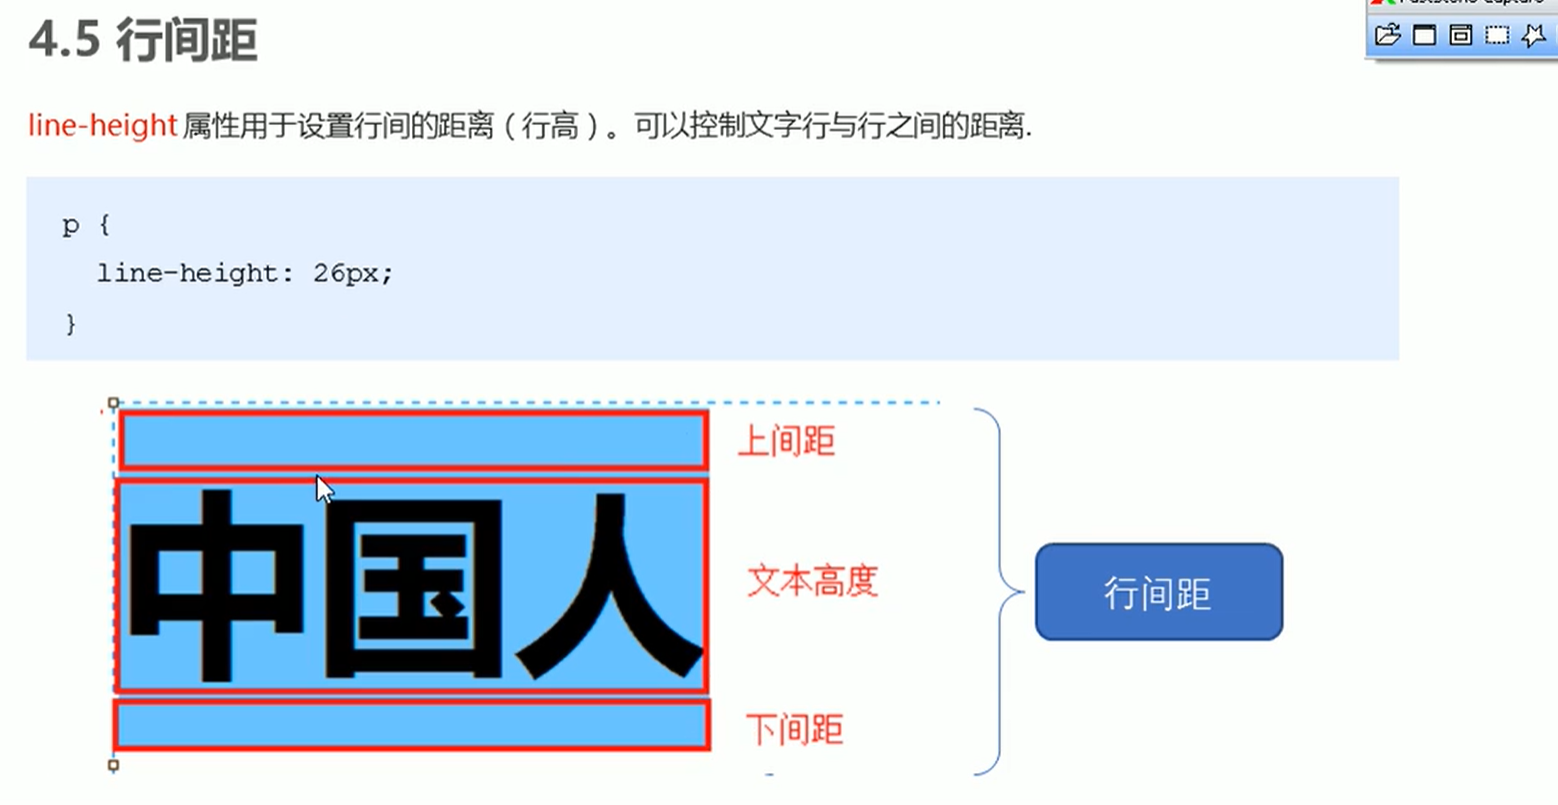 4.5 行间距
line-height 属性用于设置行间的距离（行高）。可以控制文字行与行之间的距离.
p {
line-height: 26px;
}
上间距
中国人
文本高度
行间距
下间距